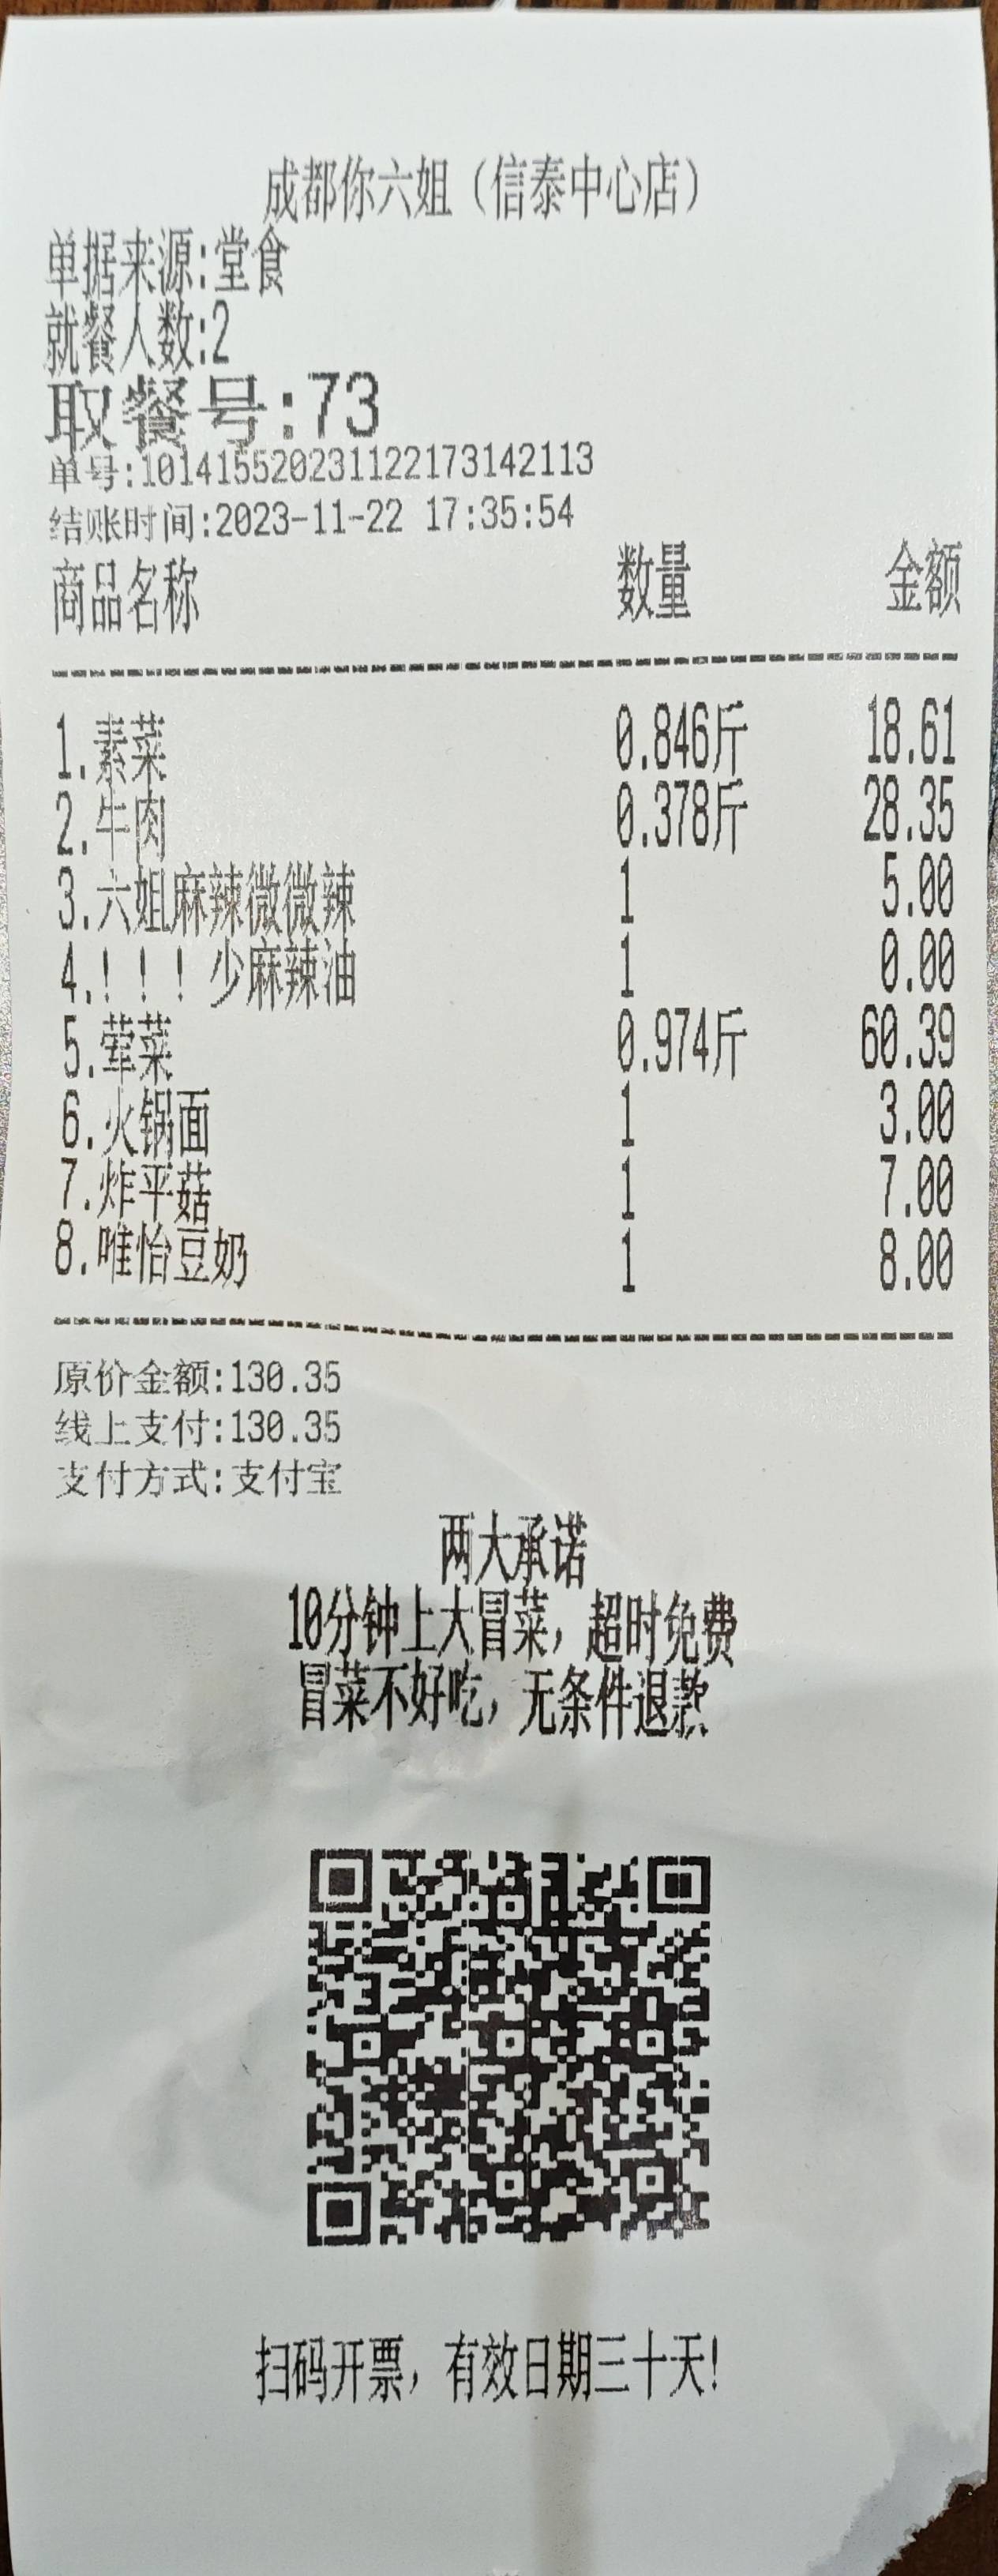 成都你六姐（信泰中心店）
单据来源:堂食
就餐人数:2
取餐号:73
单号:101415520231122173142113
结账时间:2023-11-22 17:35:54
商品名称 数量 金额
1.素菜 0.846斤 18.61
2.牛肉 0.378斤 28.35
3.六姐麻辣微微辣 1 5.00
4.！！！少麻辣油 1 0.00
5.荤菜 0.974斤 60.39
6.火锅面 1 3.00
7.炸平菇 1 7.00
8.唯怡豆奶 1 8.00
原价金额:130.35
线上支付:130.35
支付方式:支付宝
两大承诺
10分钟上大冒菜，超时免费
冒菜不好吃，无条件退款
扫码开票，有效日期三十天!